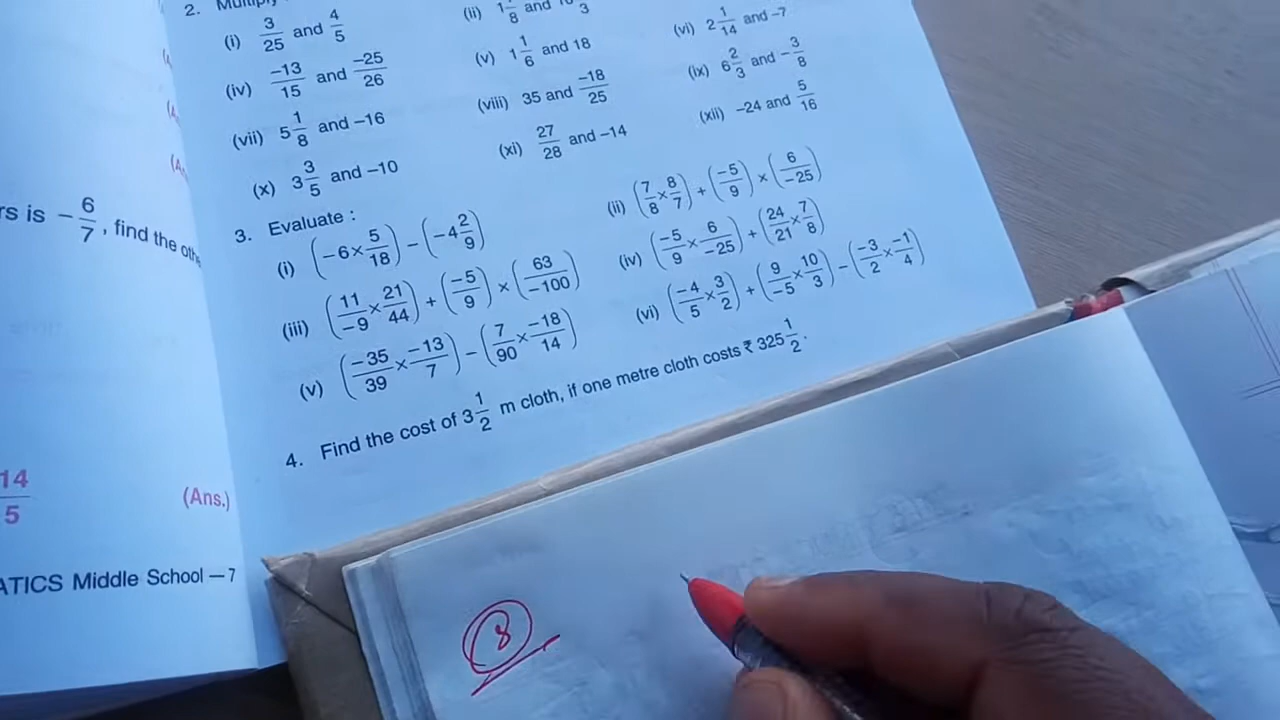 2. Multiply
(i) 3/25 and 4/5
(ii) 1 1/8 and 10 /3
(iv) -13/15 and -25/26
(v) 1 1/6 and 18
(vi) 2 1/14 and -7
(vii) 5 1/8 and -16
(viii) 35 and -18/25
(ix) 6 2/3 and -3/8
(x) 3 3/5 and -10
(xi) 27/28 and -14
(xii) -24 and 5/16
3. Evaluate :
(i) (-6×5/18) - (-4 2/9)
(ii) (7/8×8/7) + (-5/9) × (6/-25)
(iii) (11/-9×21/44) + (-5/9) × (63/-100)
(iv) (-5/9×6/-25) + (24/21×7/8)
(v) (-35/39×-13/7) - (7/90×-18/14)
(vi) (-4/5×3/2) + (9/-5×10/3) - (-3/2×-1/4)
4. Find the cost of 3 1/2 m cloth, if one metre cloth costs ₹ 325 1/2.
rs is -6/7, find the oth
14/5 (Ans.)
ATICS Middle School — 7
8